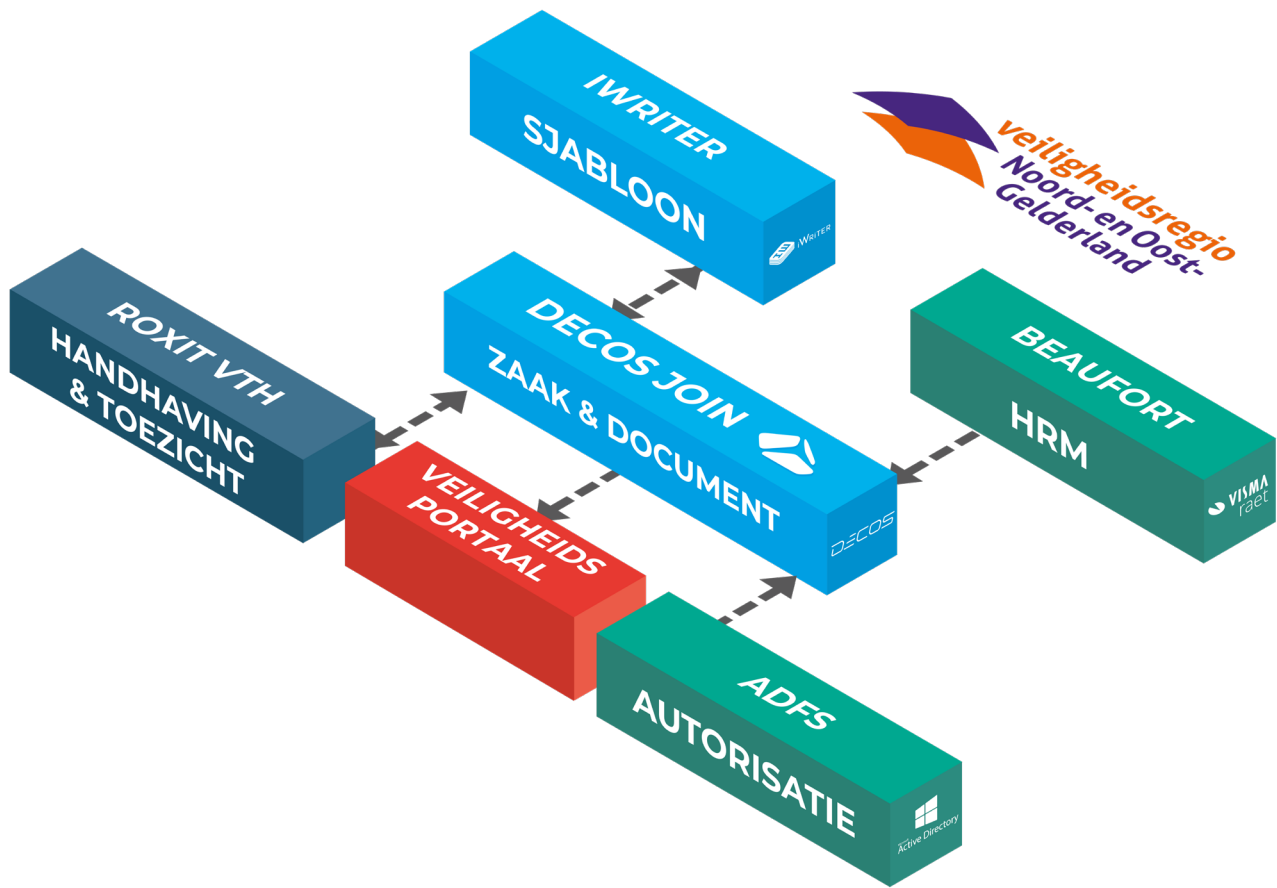 IWRITER
SJABLOON
iWRITER
veiligheidsregio
Noord- en Oost-
Gelderland
ROXIT VTH
HANDHAVING
& TOEZICHT
DECOS JOIN
ZAAK & DOCUMENT
DECOS
BEAUFORT
HRM
VISMA
raet
VEILIGHEIDS
PORTAAL
ADFS
AUTORISATIE
Active Directory